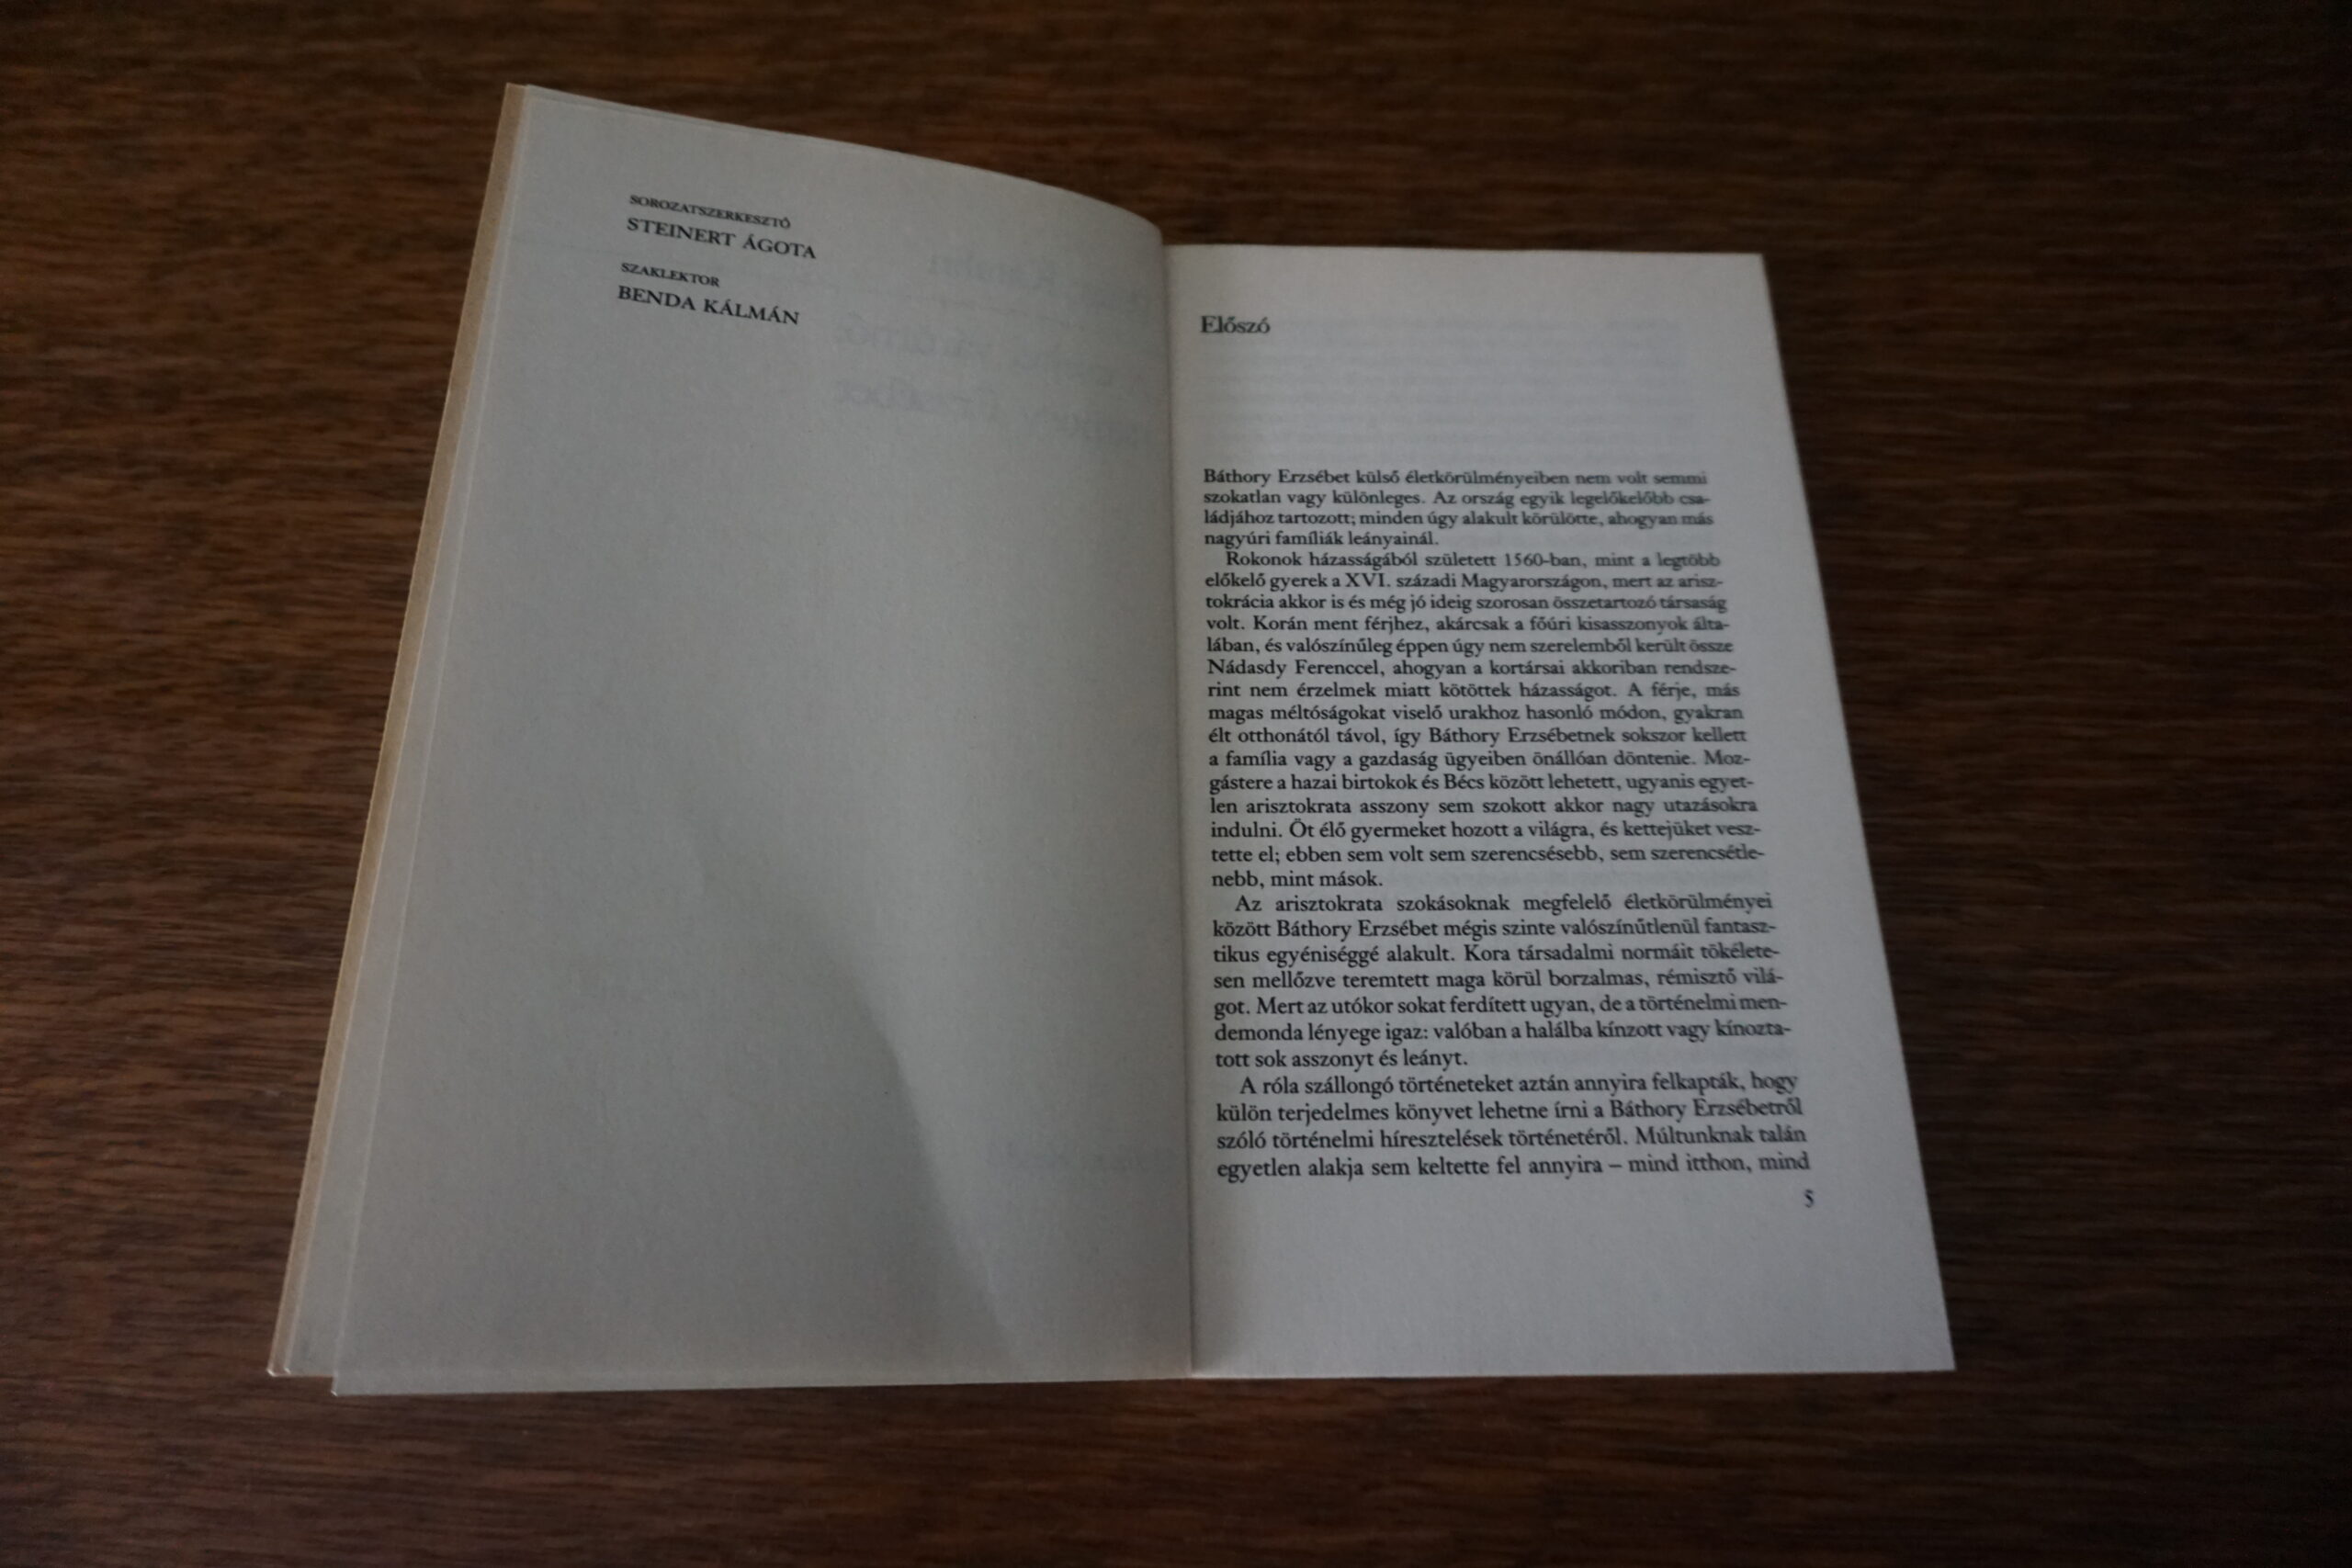 SOROZATSZERKESZTŐ
STEINERT ÁGOTA
SZAKLEKTOR
BENDA KÁLMÁN
Előszó
Báthory Erzsébet külső életkörülményeiben nem volt semmi
szokatlan vagy különleges. Az ország egyik legelőkelőbb csa-
ládjához tartozott; minden úgy alakult körülötte, ahogyan más
nagyúri famíliák leányainál.
Rokonok házasságából született 1560-ban, mint a legtöbb
előkelő gyerek a XVI. századi Magyarországon, mert az arisz-
tokrácia akkor is és még jó ideig szorosan összetartozó társaság
volt. Korán ment férjhez, akárcsak a főúri kisasszonyok álta-
lában, és valószínűleg éppen úgy nem szerelemből került össze
Nádasdy Ferenccel, ahogyan a kortársai akkoriban rendsze-
rint nem érzelmek miatt kötöttek házasságot. A férje, más
magas méltóságokat viselő urakhoz hasonló módon, gyakran
élt otthonától távol, így Báthory Erzsébetnek sokszor kellett
a família vagy a gazdaság ügyeiben önállóan döntenie. Moz-
gástere a hazai birtokok és Bécs között lehetett, ugyanis egyet-
len arisztokrata asszony sem szokott akkor nagy utazásokra
indulni. Öt élő gyermeket hozott a világra, és kettejüket vesz-
tette el; ebben sem volt sem szerencsésebb, sem szerencsétle-
nebb, mint mások.
Az arisztokrata szokásoknak megfelelő életkörülményei
között Báthory Erzsébet mégis szinte valószínűtlenül fantasz-
tikus egyéniséggé alakult. Kora társadalmi normáit tökélete-
sen mellőzve teremtett maga körül borzalmas, rémisztő vilá-
got. Mert az utókor sokat ferdített ugyan, de a történelmi men-
demonda lényege igaz: valóban a halálba kínzott vagy kínozta-
tott sok asszonyt és leányt.
A róla szállongó történeteket aztán annyira felkapták, hogy
külön terjedelmes könyvet lehetne írni a Báthory Erzsébetről
szóló történelmi híresztelések történetéről. Múltunknak talán
egyetlen alakja sem keltette fel annyira – mind itthon, mind
5